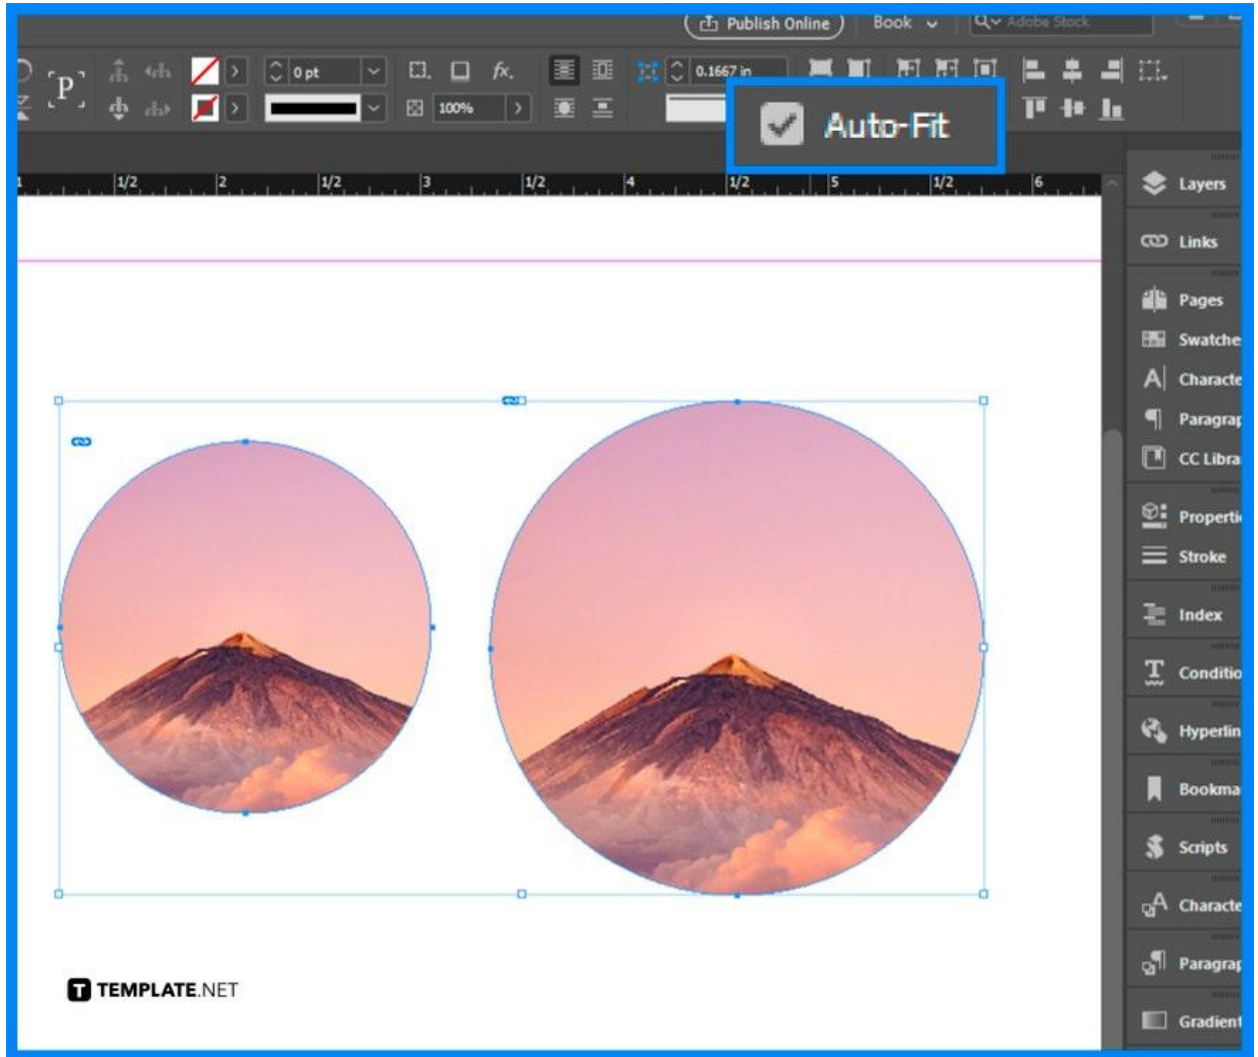 Publish Online
Book
Adobe Stock
0 pt
0.1667 in
100%
Auto-Fit
1 1/2 2 1/2 3 1/2 4 1/2 5 1/2 6
Layers
Links
Pages
Swatche
Characte
Paragrap
CC Libra
Properti
Stroke
Index
Conditio
Hyperlin
Bookma
Scripts
Characte
Paragrap
Gradient
T TEMPLATE.NET